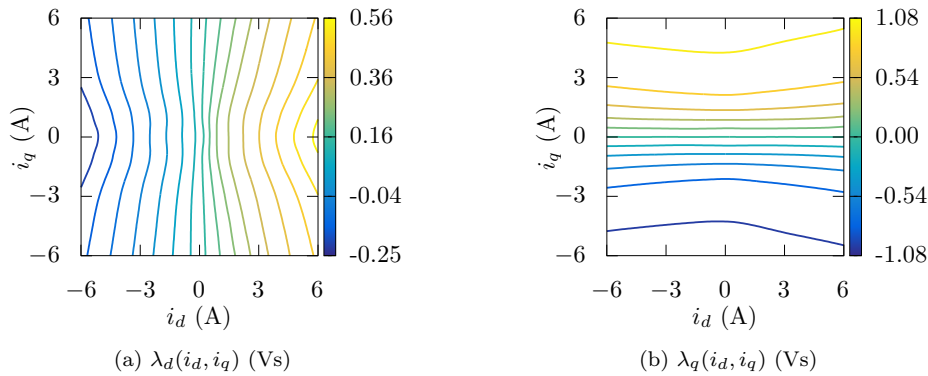 6
3
0
−3
−6
i_q (A)
−6 −3 0 3 6
i_d (A)
0.56
0.36
0.16
-0.04
-0.25
(a) λ_d(i_d, i_q) (Vs)
6
3
0
−3
−6
i_q (A)
−6 −3 0 3 6
i_d (A)
1.08
0.54
0.00
-0.54
-1.08
(b) λ_q(i_d, i_q) (Vs)